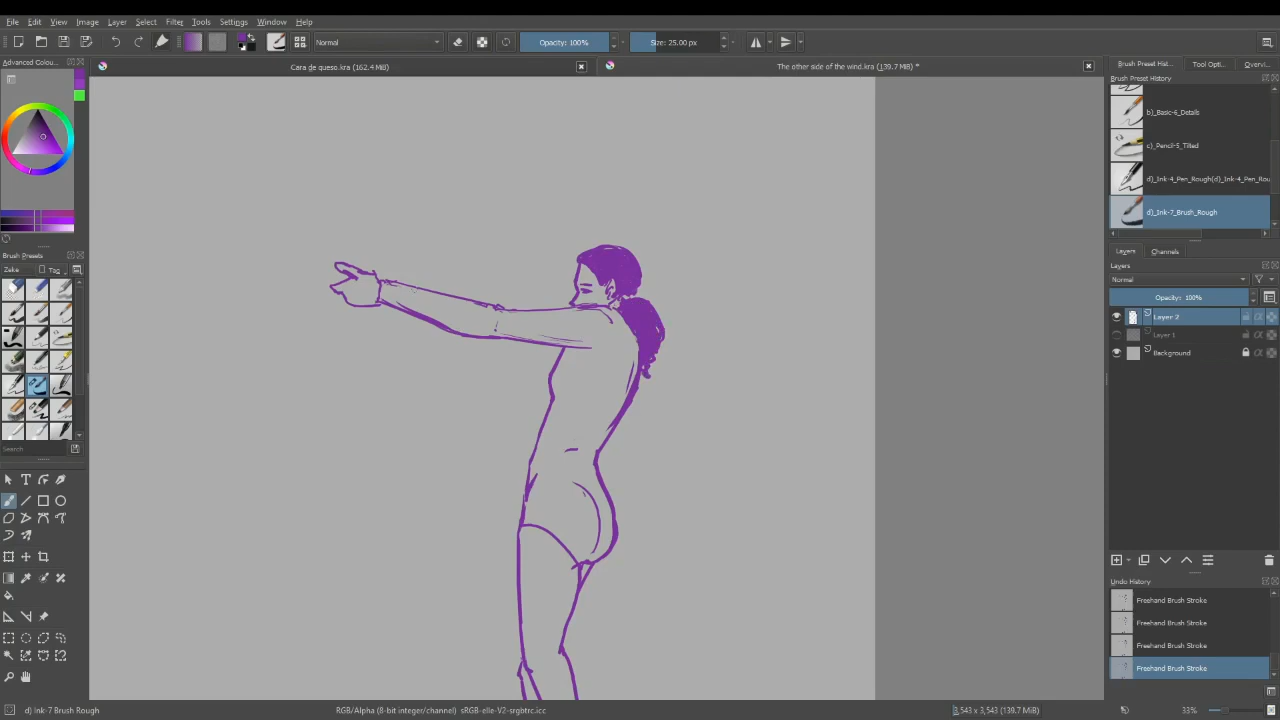 File Edit View Image Layer Select Filter Tools Settings Window Help
Normal
Opacity: 100%
Size: 25.00 px
Advanced Colou...
Cara de queso.kra (162.4 MiB)
The other side of the wind.kra (139.7 MiB) *
Brush Preset Hist...
Tool Opti...
Overvi...
Brush Preset History
b)_Basic-6_Details
c)_Pencil-5_Tilted
d)_Ink-4_Pen_Rough(d)_Ink-4_Pen_Rou
d)_Ink-7_Brush_Rough
Layers
Channels
Layers
Normal
Opacity: 100%
Layer 2
Layer 1
Background
Brush Presets
Zeke
Tag
Search
Undo History
Freehand Brush Stroke
Freehand Brush Stroke
Freehand Brush Stroke
Freehand Brush Stroke
d) Ink-7 Brush Rough
RGB/Alpha (8-bit integer/channel) sRGB-elle-V2-srgbtrc.icc
3,543 x 3,543 (139.7 MiB)
33%